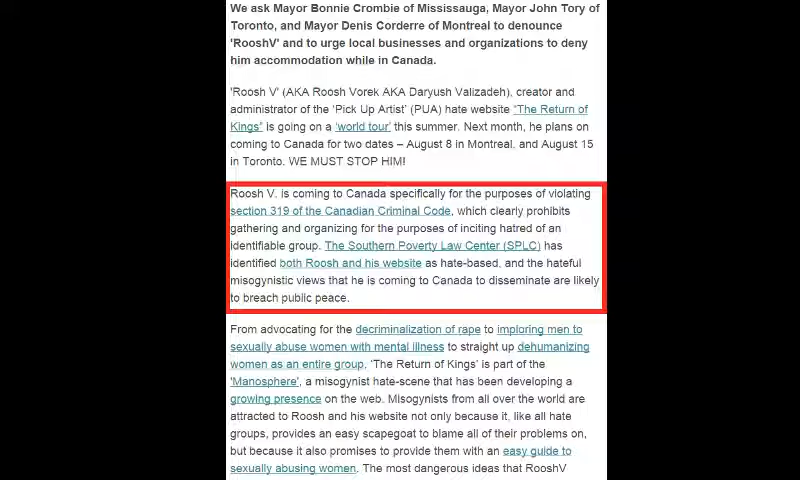 We ask Mayor Bonnie Crombie of Mississauga, Mayor John Tory of
Toronto, and Mayor Denis Corderre of Montreal to denounce
'RooshV' and to urge local businesses and organizations to deny
him accommodation while in Canada.
'Roosh V' (AKA Roosh Vorek AKA Daryush Valizadeh), creator and
administrator of the 'Pick Up Artist' (PUA) hate website "The Return of
Kings" is going on a 'world tour' this summer. Next month, he plans on
coming to Canada for two dates – August 8 in Montreal, and August 15
in Toronto. WE MUST STOP HIM!
Roosh V. is coming to Canada specifically for the purposes of violating
section 319 of the Canadian Criminal Code, which clearly prohibits
gathering and organizing for the purposes of inciting hatred of an
identifiable group. The Southern Poverty Law Center (SPLC) has
identified both Roosh and his website as hate-based, and the hateful
misogynistic views that he is coming to Canada to disseminate are likely
to breach public peace.
From advocating for the decriminalization of rape to imploring men to
sexually abuse women with mental illness to straight up dehumanizing
women as an entire group, 'The Return of Kings' is part of the
'Manosphere', a misogynist hate-scene that has been developing a
growing presence on the web. Misogynists from all over the world are
attracted to Roosh and his website not only because it, like all hate
groups, provides an easy scapegoat to blame all of their problems on,
but because it also promises to provide them with an easy guide to
sexually abusing women. The most dangerous ideas that RooshV